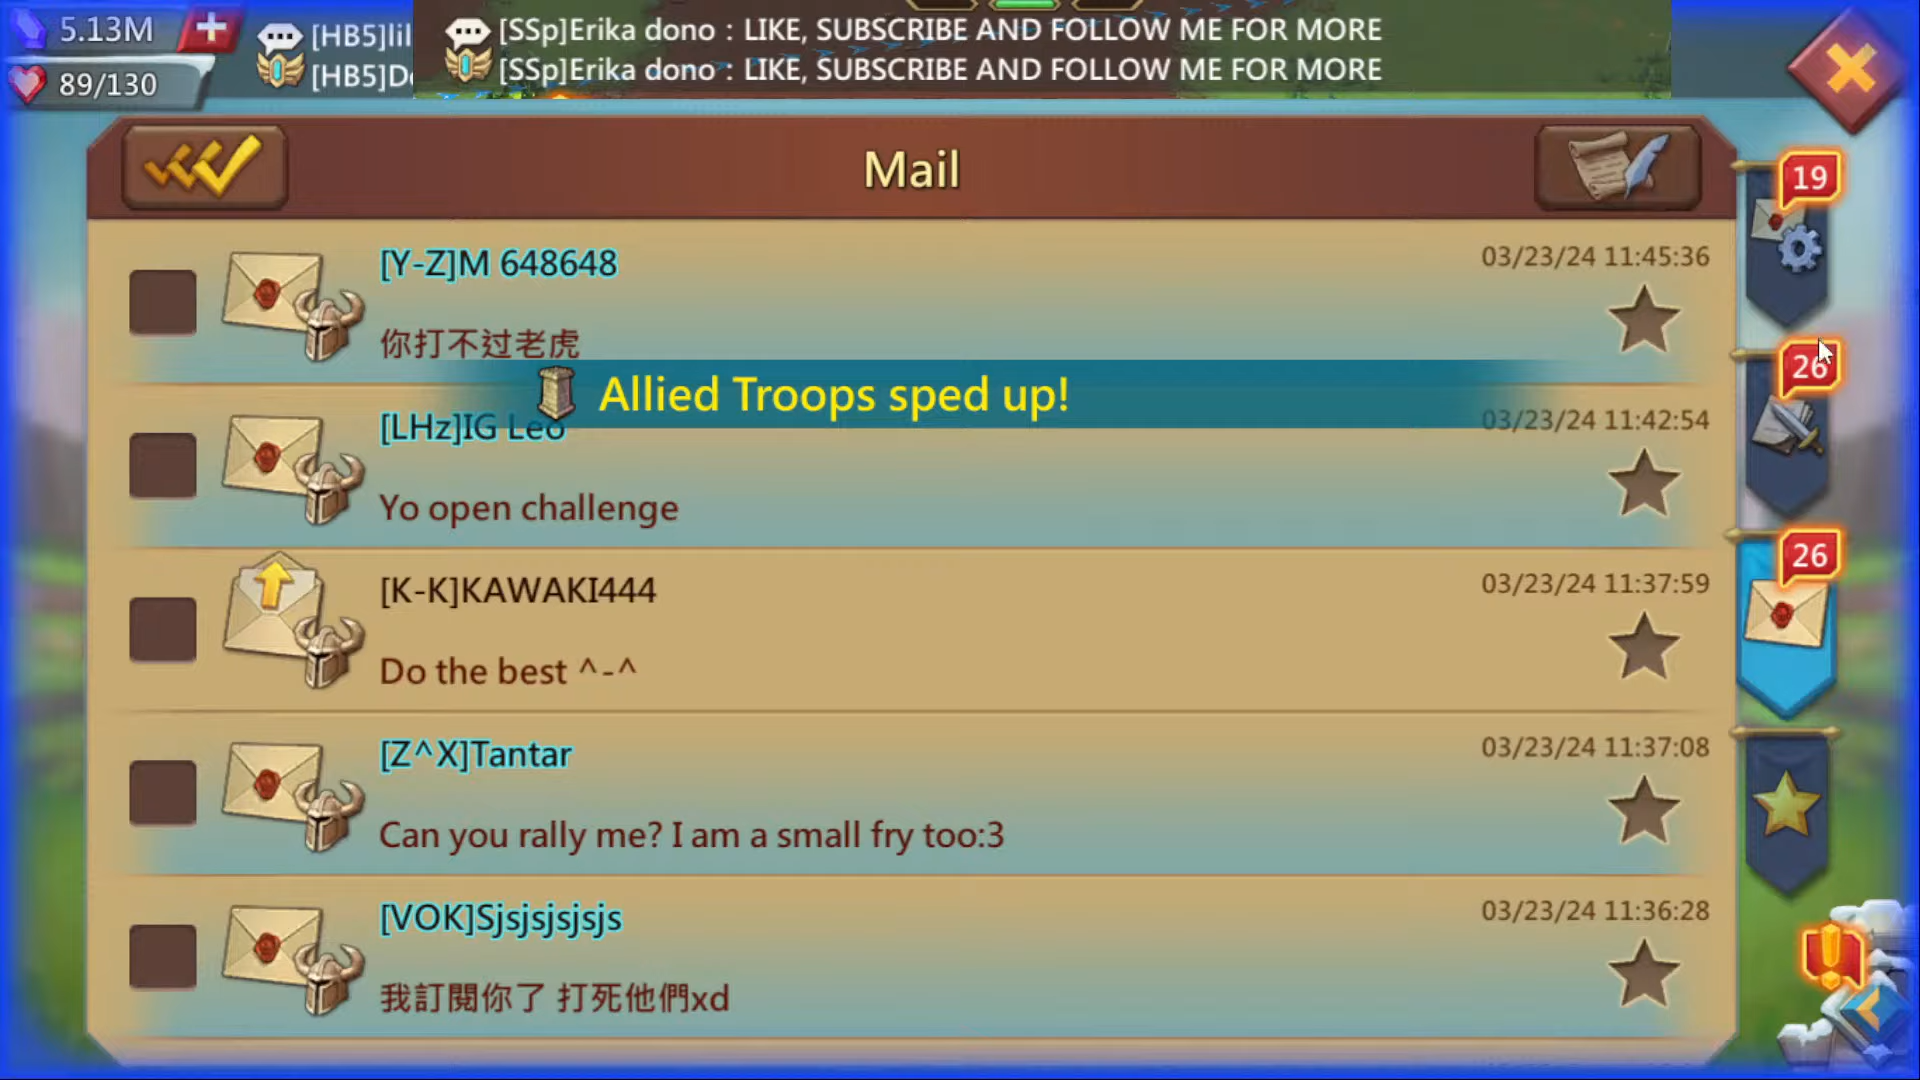 5.13M
89/130
[HB5]lil
[HB5]D
[SSp]Erika dono : LIKE, SUBSCRIBE AND FOLLOW ME FOR MORE
[SSp]Erika dono : LIKE, SUBSCRIBE AND FOLLOW ME FOR MORE
Mail
19
[Y-Z]M 648648
03/23/24 11:45:36
你打不过老虎
26
Allied Troops sped up!
[LHz]IG Leo
03/23/24 11:42:54
Yo open challenge
26
[K-K]KAWAKI444
03/23/24 11:37:59
Do the best ^-^
[Z^X]Tantar
03/23/24 11:37:08
Can you rally me? I am a small fry too:3
[VOK]Sjsjsjsjsjs
03/23/24 11:36:28
我訂閱你了 打死他們xd